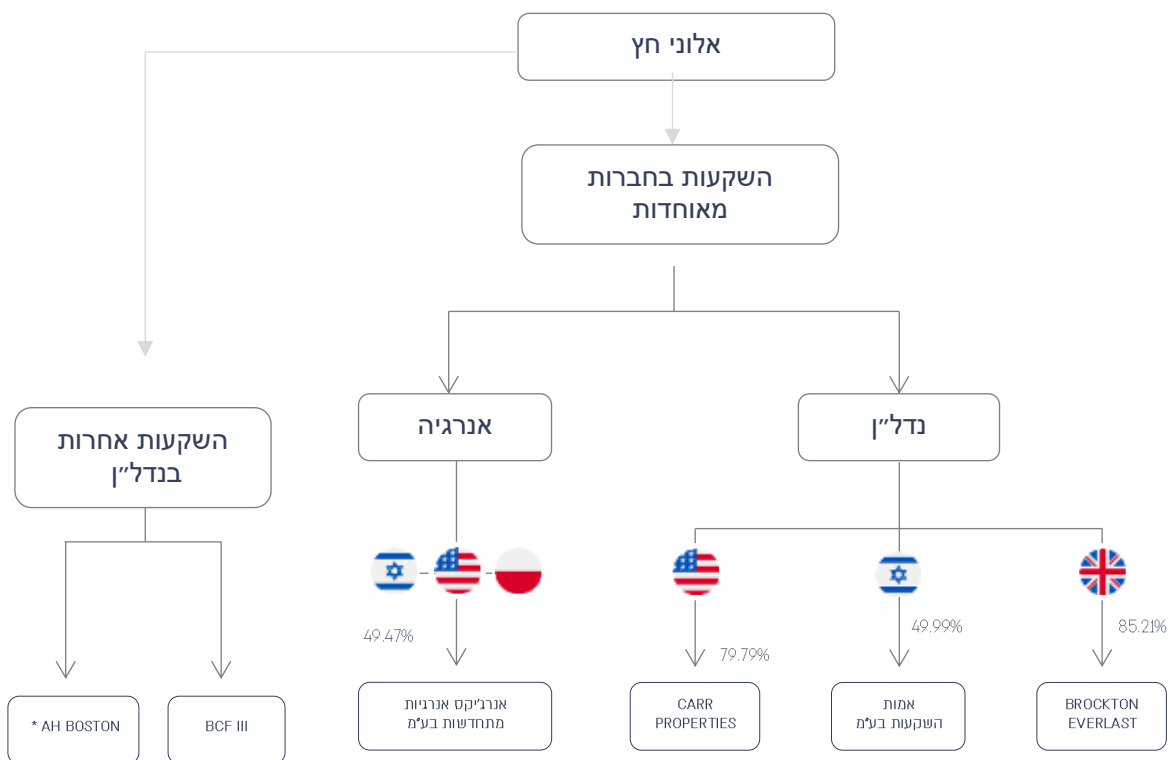 אלוני חץ
השקעות בחברות
מאוחדות
נדל״ן
אנרגיה
השקעות אחרות
בנדל״ן
85.21%
49.99%
79.79%
49.47%
BROCKTON
EVERLAST
אמות
השקעות בע"מ
CARR
PROPERTIES
אנרג'יקס אנרגיות
מתחדשות בע"מ
BCF III
* AH BOSTON